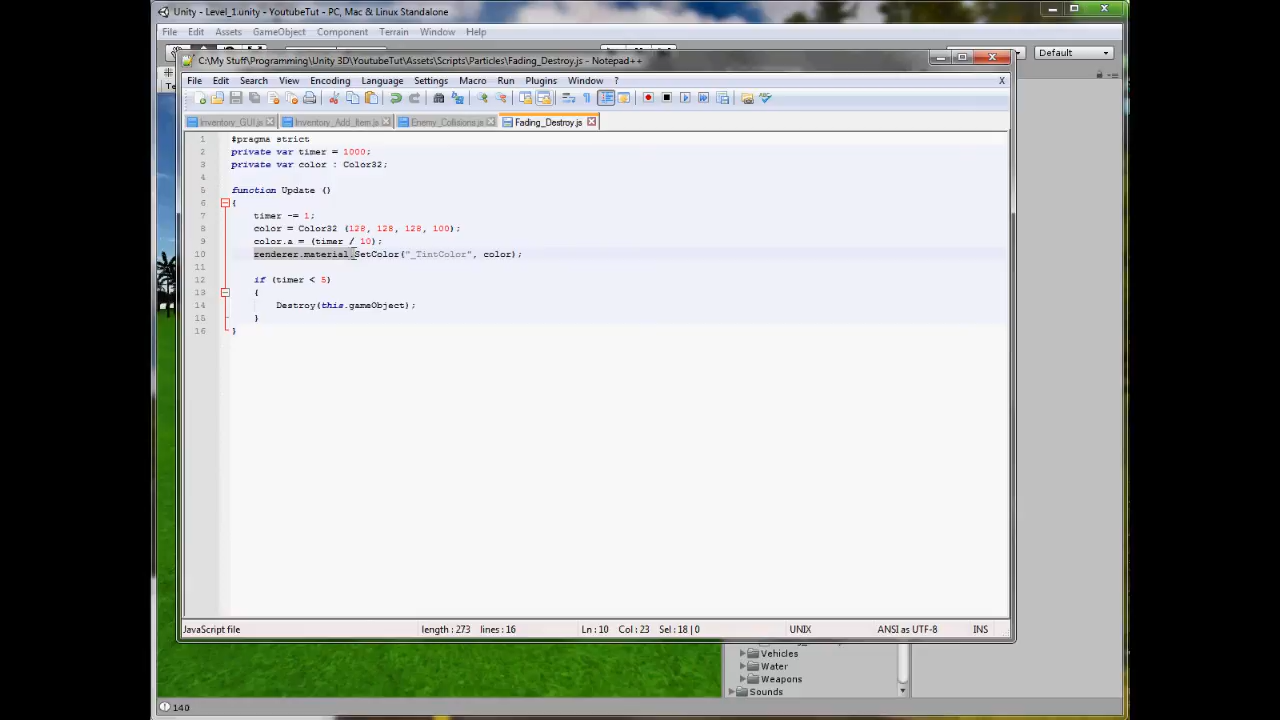 Unity - Level_1.unity - YoutubeTut - PC, Mac & Linux Standalone
File Edit Assets GameObject Component Terrain Window Help
Default
C:\My Stuff\Programming\Unity 3D\YoutubeTut\Assets\Scripts\Particles\Fading_Destroy.js - Notepad++
File Edit Search View Encoding Language Settings Macro Run Plugins Window ? X
Inventory_GUI.js Inventory_Add_Item.js Enemy_Collisions.js Fading_Destroy.js
1 #pragma strict
2 private var timer = 1000;
3 private var color : Color32;
4
5 function Update ()
6 {
7 timer -= 1;
8 color = Color32 (128, 128, 128, 100);
9 color.a = (timer / 10);
10 renderer.material.SetColor("_TintColor", color);
11
12 if (timer < 5)
13 {
14 Destroy(this.gameObject);
15 }
16 }
JavaScript file length : 273 lines : 16 Ln : 10 Col : 23 Sel : 18 | 0 UNIX ANSI as UTF-8 INS
Vehicles
Water
Weapons
Sounds
140